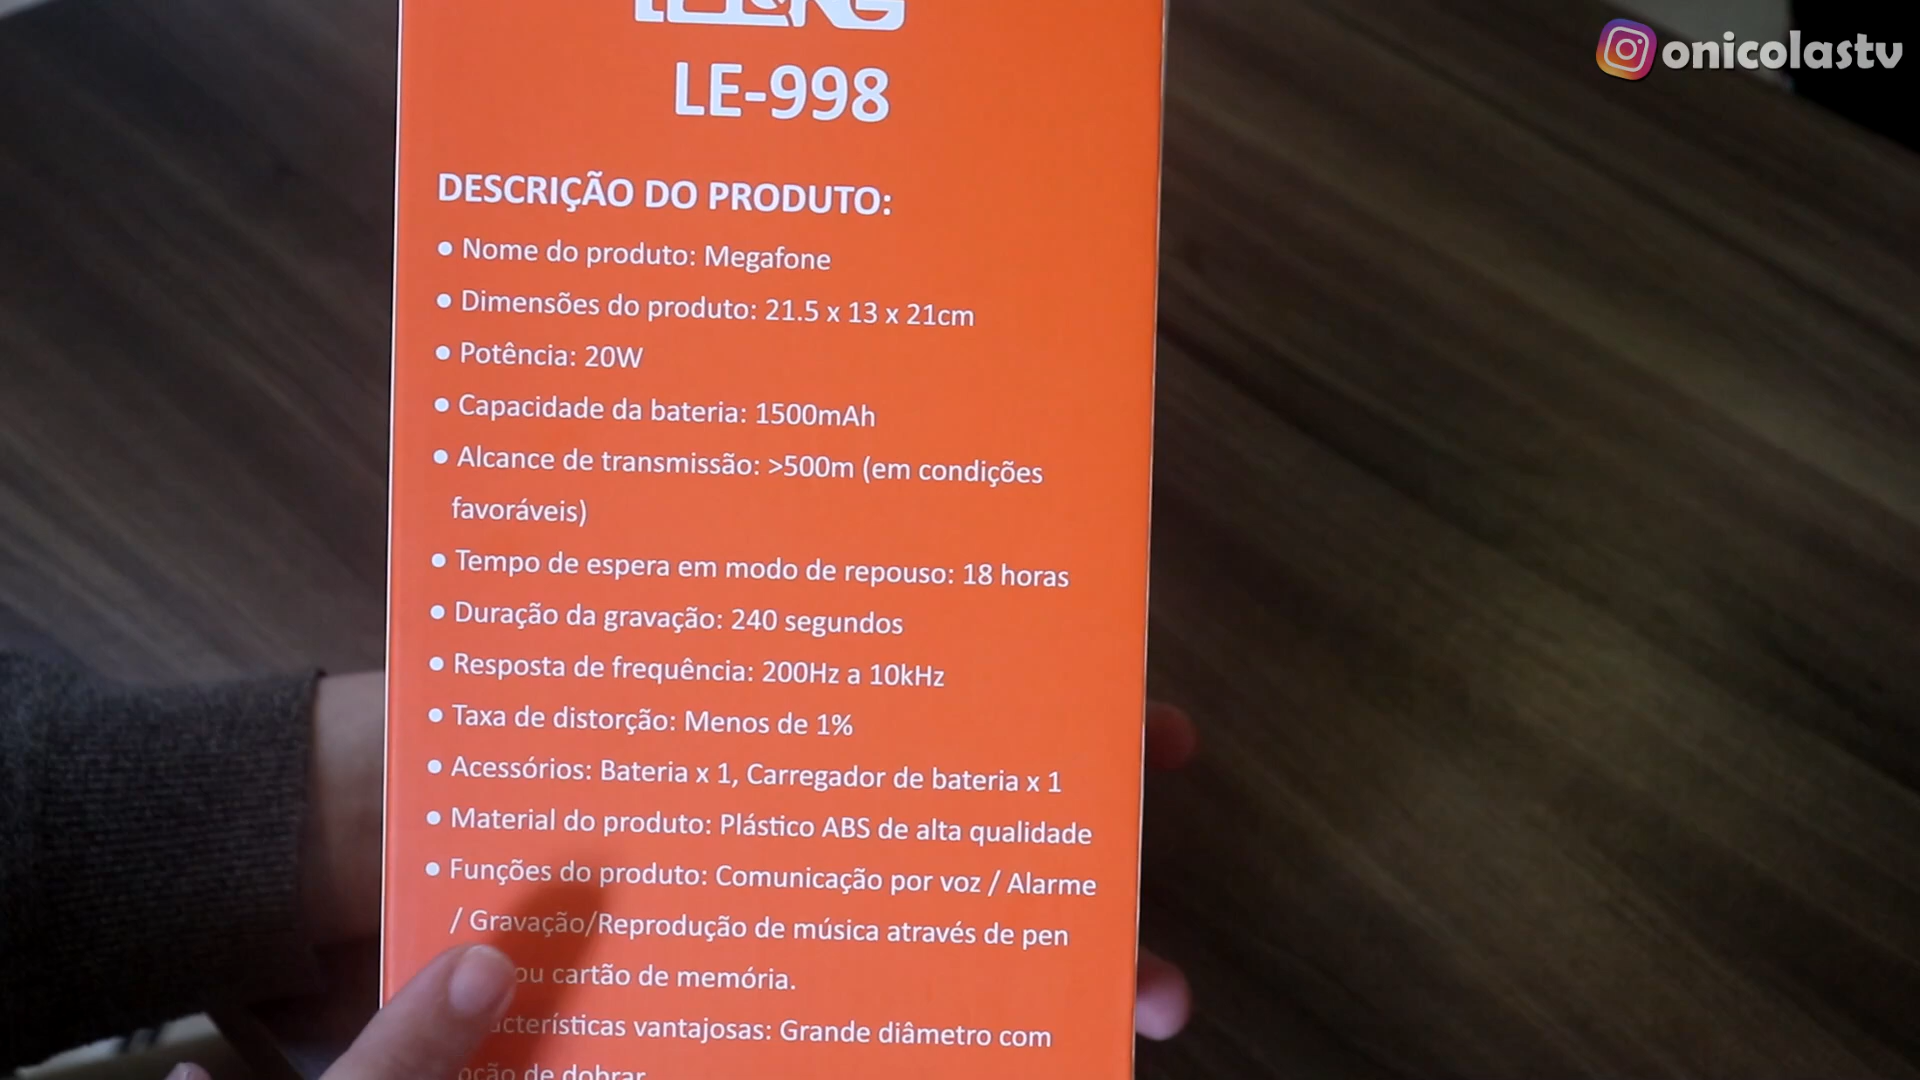 onicolastv
LE-998
DESCRIÇÃO DO PRODUTO:
● Nome do produto: Megafone
● Dimensões do produto: 21.5 x 13 x 21cm
● Potência: 20W
● Capacidade da bateria: 1500mAh
● Alcance de transmissão: >500m (em condições
favoráveis)
● Tempo de espera em modo de repouso: 18 horas
● Duração da gravação: 240 segundos
● Resposta de frequência: 200Hz a 10kHz
● Taxa de distorção: Menos de 1%
● Acessórios: Bateria x 1, Carregador de bateria x 1
● Material do produto: Plástico ABS de alta qualidade
● Funções do produto: Comunicação por voz / Alarme
/ Gravação/Reprodução de música através de pen
ou cartão de memória.
vantajosas: Grande diâmetro com
de dobrar